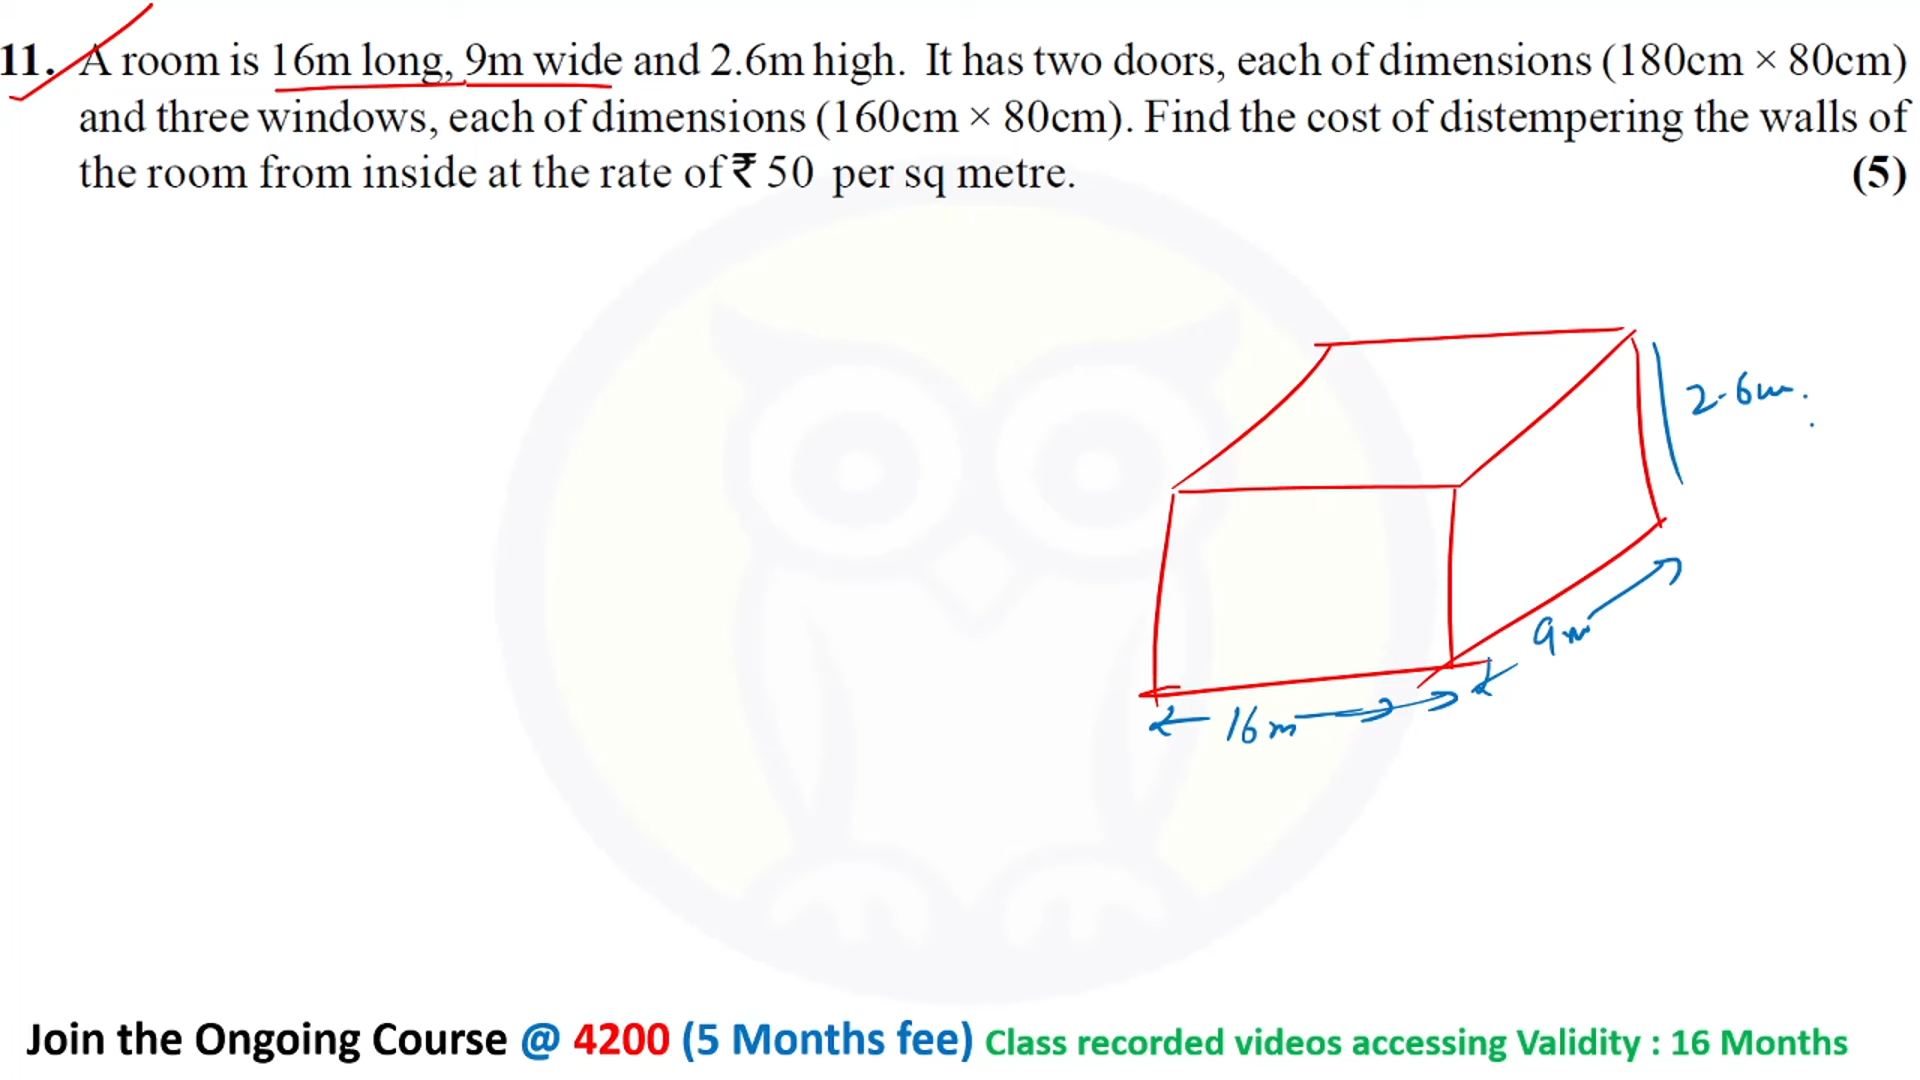 11. A room is 16m long, 9m wide and 2.6m high. It has two doors, each of dimensions (180cm × 80cm)
and three windows, each of dimensions (160cm × 80cm). Find the cost of distempering the walls of
the room from inside at the rate of ₹ 50 per sq metre. (5)
2.6m.
9m
16m
Join the Ongoing Course @ 4200 (5 Months fee) Class recorded videos accessing Validity : 16 Months